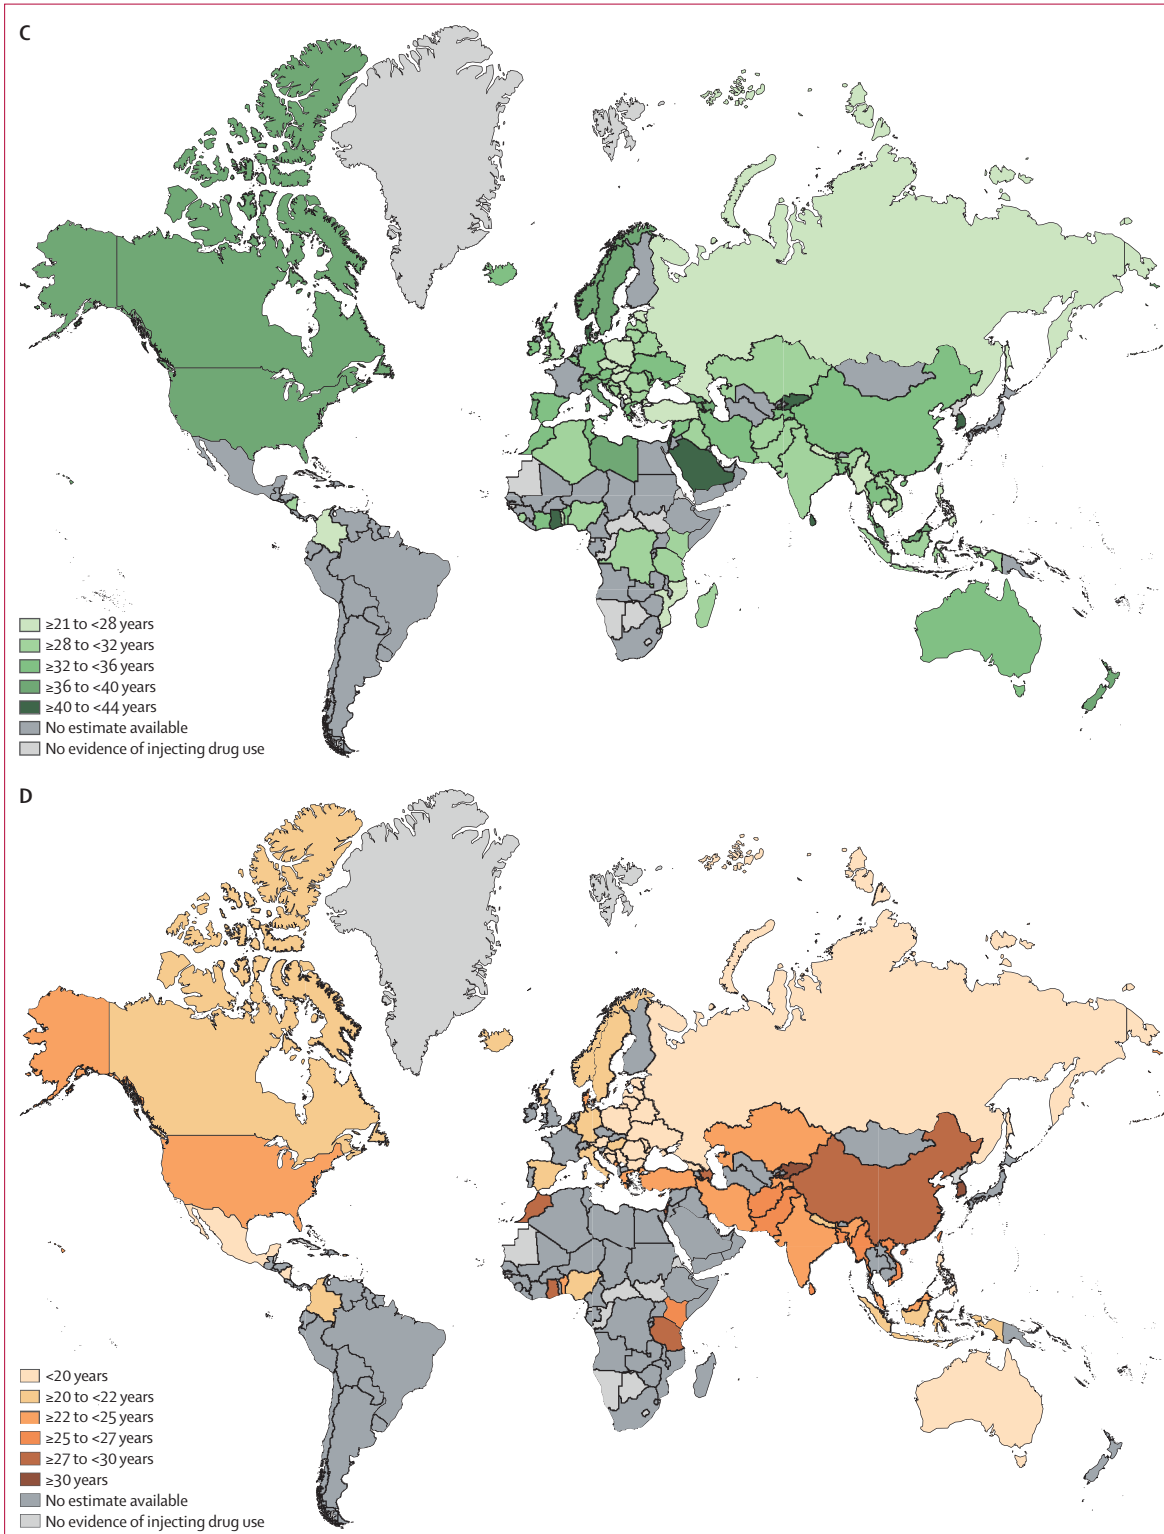 C
≥21 to <28 years
≥28 to <32 years
≥32 to <36 years
≥36 to <40 years
≥40 to <44 years
No estimate available
No evidence of injecting drug use
D
<20 years
≥20 to <22 years
≥22 to <25 years
≥25 to <27 years
≥27 to <30 years
≥30 years
No estimate available
No evidence of injecting drug use